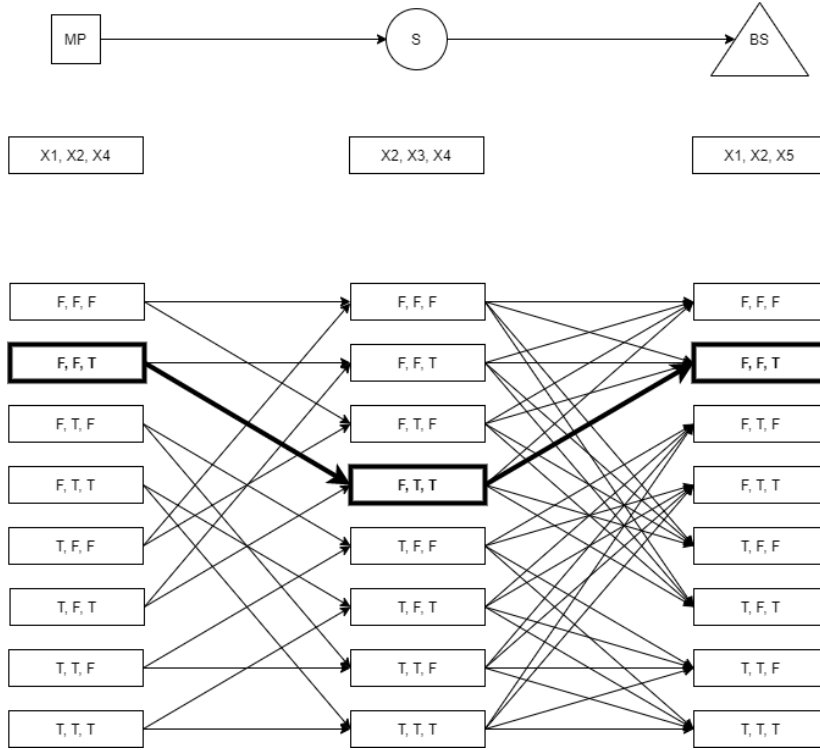 MP S BS
X1, X2, X4 X2, X3, X4 X1, X2, X5
F, F, F F, F, F F, F, F
F, F, T F, F, T F, F, T
F, T, F F, T, F F, T, F
F, T, T F, T, T F, T, T
T, F, F T, F, F T, F, F
T, F, T T, F, T T, F, T
T, T, F T, T, F T, T, F
T, T, T T, T, T T, T, T